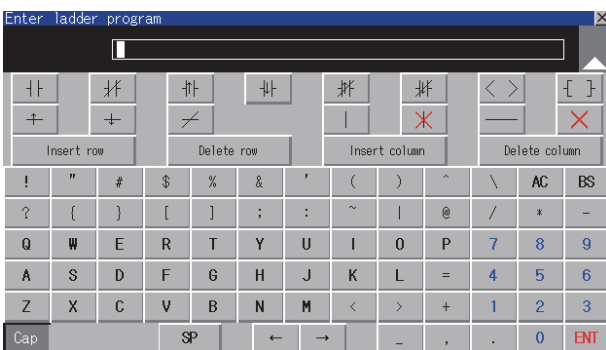 Enter ladder program
Insert row Delete row Insert column Delete column
! " # $ % & ' ( ) ^ \ AC BS
? { } [ ] ; : ~ | @ / * -
Q W E R T Y U I O P 7 8 9
A S D F G H J K L = 4 5 6
Z X C V B N M < > + 1 2 3
Cap SP ← → _ , . 0 ENT